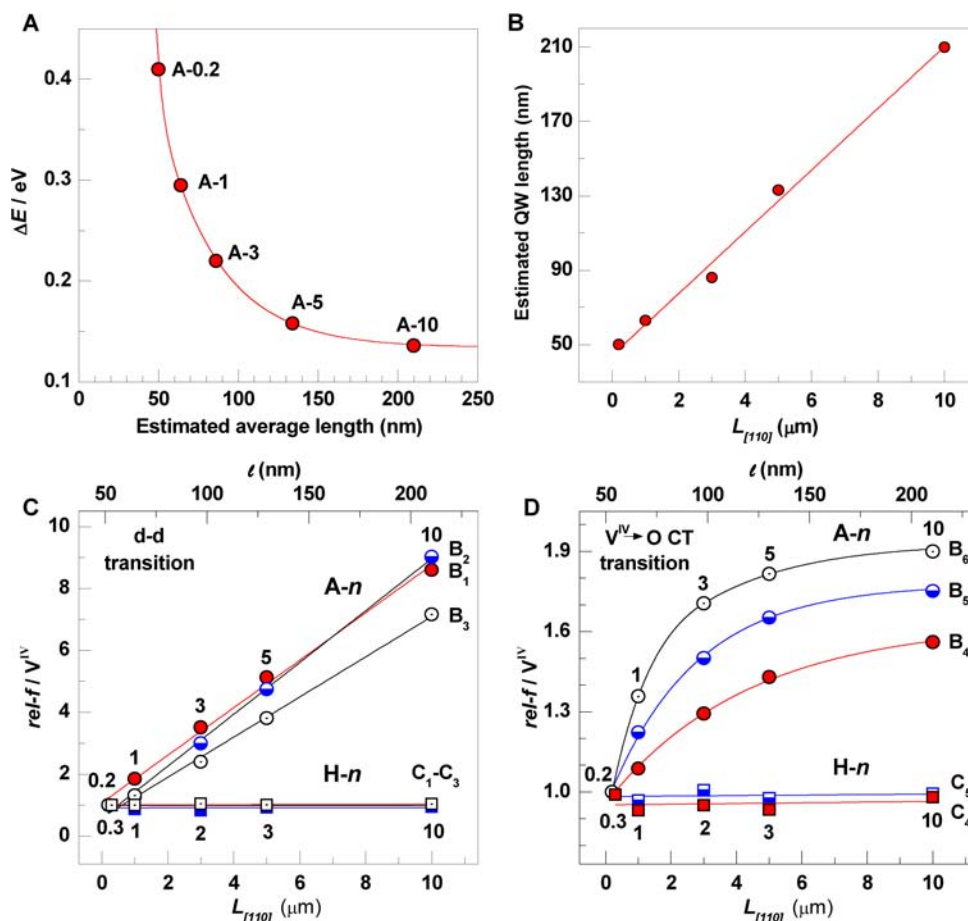 A
ΔE / eV
0.4
0.3
0.2
0.1
A-0.2
A-1
A-3
A-5
A-10
0 50 100 150 200 250
Estimated average length (nm)
B
Estimated QW length (nm)
210
170
130
90
50
0 2 4 6 8 10
L[110] (μm)
C
ℓ (nm)
50 100 150 200
rel-f / V^IV
10
8
6
4
2
0
d-d
transition
A-n
10
B2
B1
B3
5
3
1
0.2
H-n
C1-C3
0.3 1 2 3 10
0 2 4 6 8 10
L[110] (μm)
D
ℓ (nm)
50 100 150 200
rel-f / V^IV
1.9
1.6
1.3
1.0
V^IV→O CT
transition
A-n
10
B6
B5
B4
5
3
1
0.2
H-n
C5
C4
0.3 1 2 3 10
0 2 4 6 8 10
L[110] (μm)